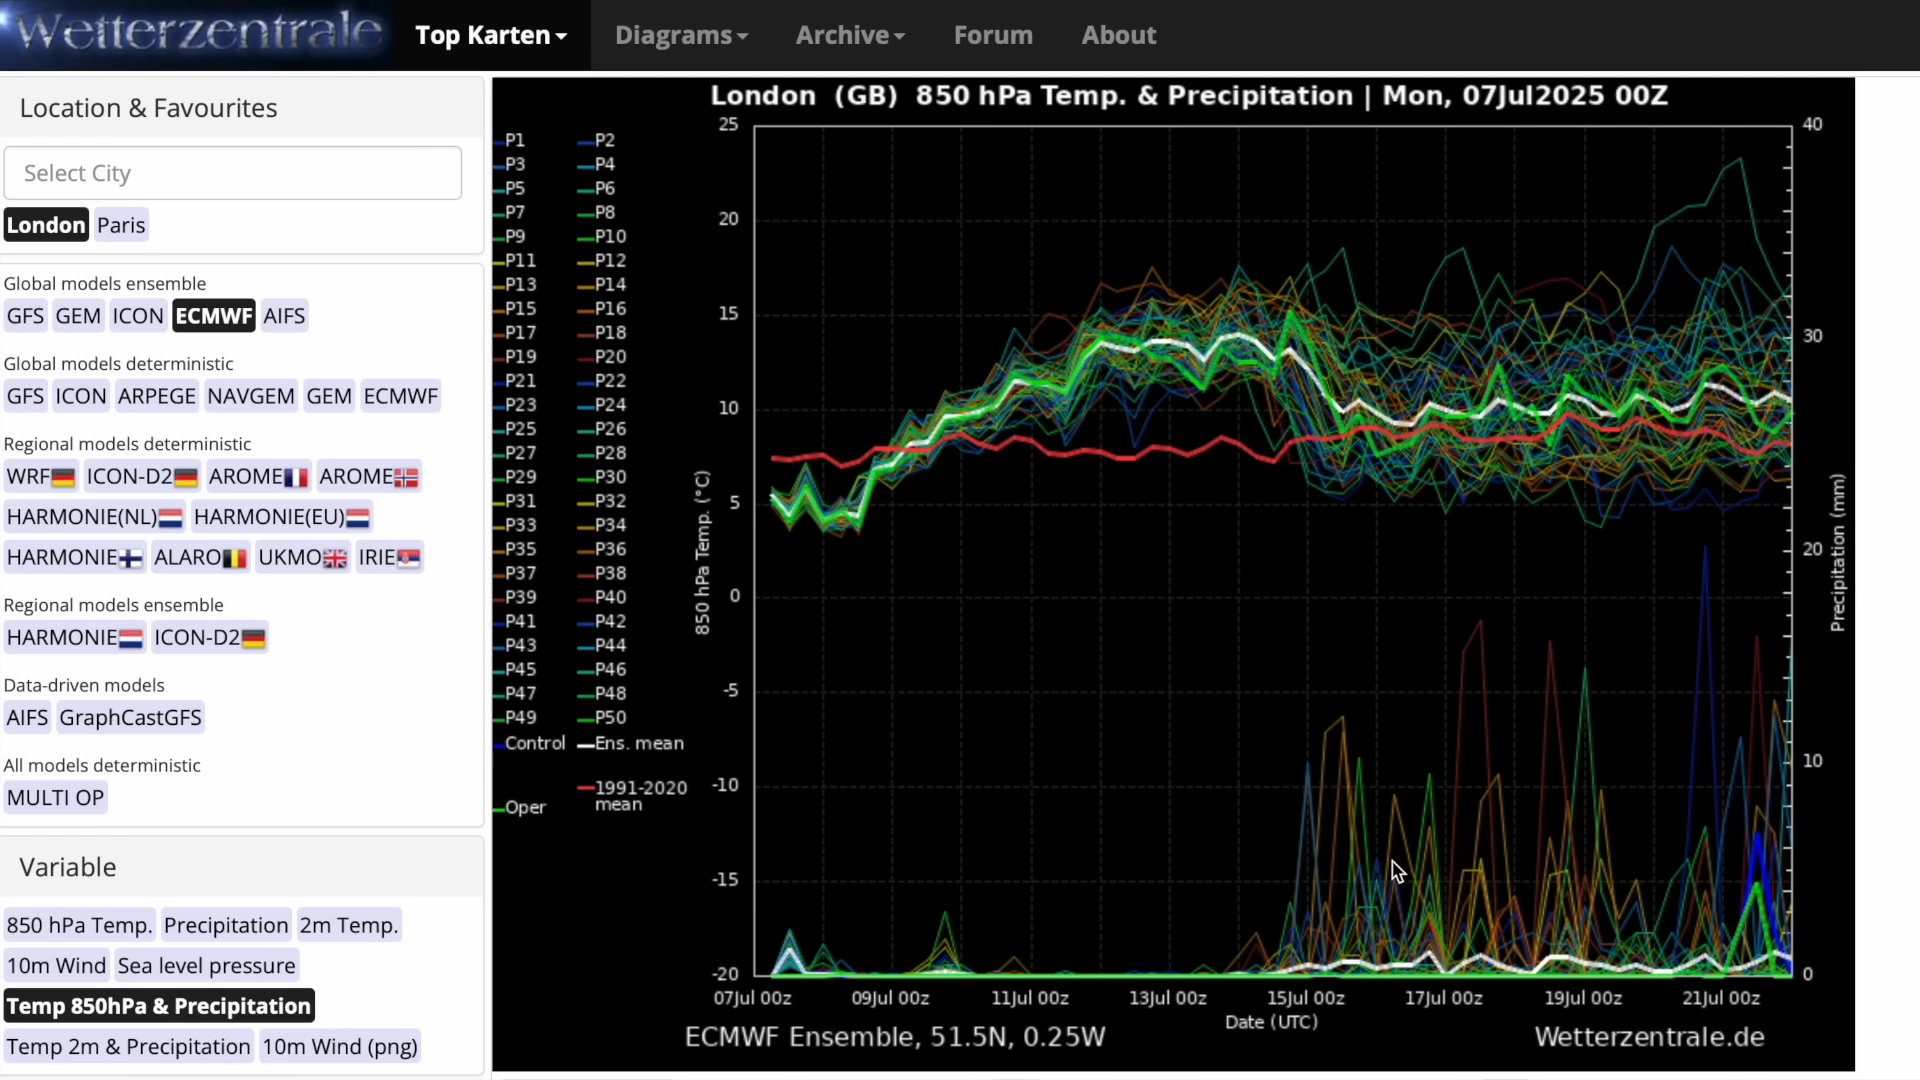 Wetterzentrale
Top Karten Diagrams Archive Forum About
Location & Favourites
Select City
London Paris
Global models ensemble
GFS GEM ICON ECMWF AIFS
Global models deterministic
GFS ICON ARPEGE NAVGEM GEM ECMWF
Regional models deterministic
WRF ICON-D2 AROME AROME
HARMONIE(NL) HARMONIE(EU)
HARMONIE ALARO UKMO IRIE
Regional models ensemble
HARMONIE ICON-D2
Data-driven models
AIFS GraphCastGFS
All models deterministic
MULTI OP
Variable
850 hPa Temp. Precipitation 2m Temp.
10m Wind Sea level pressure
Temp 850hPa & Precipitation
Temp 2m & Precipitation 10m Wind (png)
London (GB) 850 hPa Temp. & Precipitation | Mon, 07Jul2025 00Z
P1 P2
P3 P4
P5 P6
P7 P8
P9 P10
P11 P12
P13 P14
P15 P16
P17 P18
P19 P20
P21 P22
P23 P24
P25 P26
P27 P28
P29 P30
P31 P32
P33 P34
P35 P36
P37 P38
P39 P40
P41 P42
P43 P44
P45 P46
P47 P48
P49 P50
Control Ens. mean
1991-2020
mean
Oper
850 hPa Temp. (°C)
25
20
15
10
5
0
-5
-10
-15
-20
40
30
20
10
0
Precipitation (mm)
07Jul 00z 09Jul 00z 11Jul 00z 13Jul 00z 15Jul 00z 17Jul 00z 19Jul 00z 21Jul 00z
Date (UTC)
ECMWF Ensemble, 51.5N, 0.25W Wetterzentrale.de